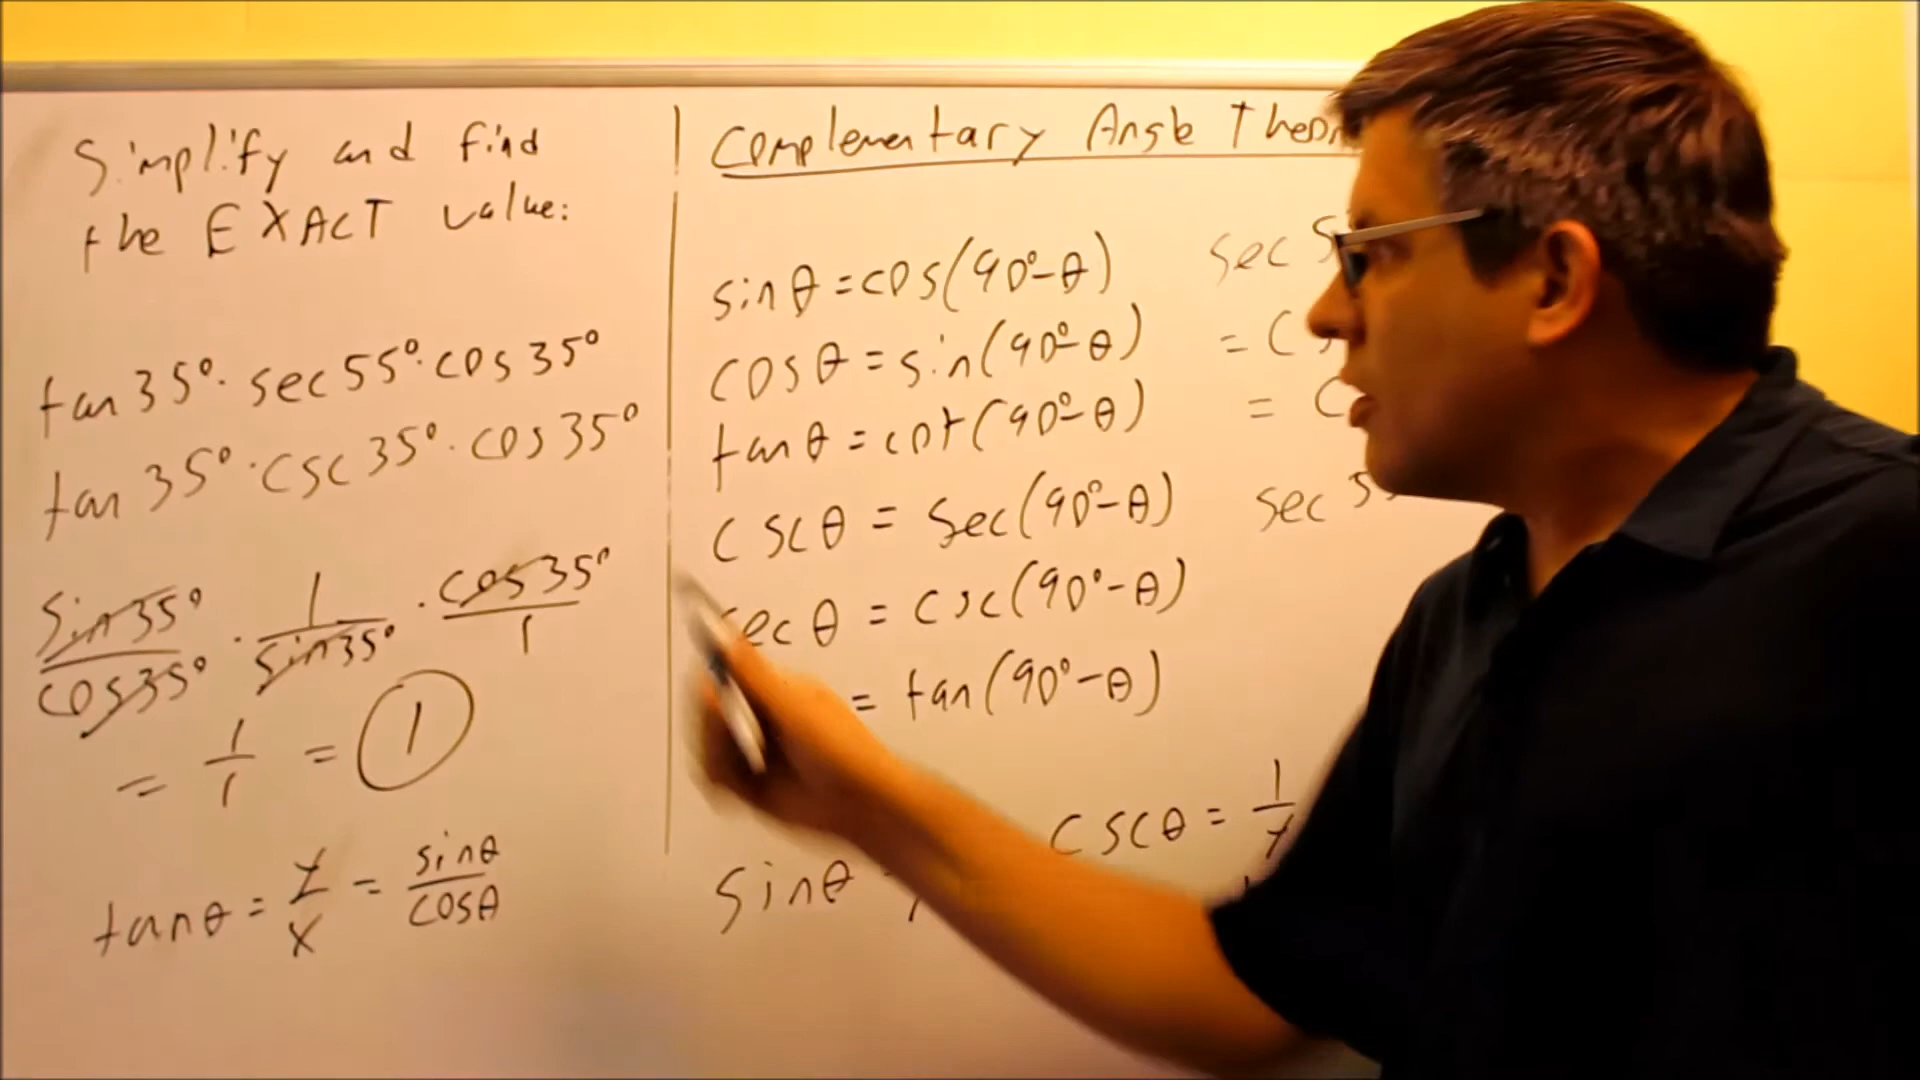 Simplify and find
the EXACT value:
tan 35° · sec 55° · cos 35°
tan 35° · csc 35° · cos 35°
sin 35°/cos 35° · 1/sin 35° · cos 35°/1
= 1/1 = 1
tan θ = y/x = sin θ/cos θ
Complementary Angle
sin θ = cos(90° - θ)
cos θ = sin(90° - θ)
tan θ = cot(90° - θ)
csc θ = sec(90° - θ)
sec θ = csc(90° - θ)
= tan(90° - θ)
sec
=
=
sec
csc θ = 1/y
sin θ